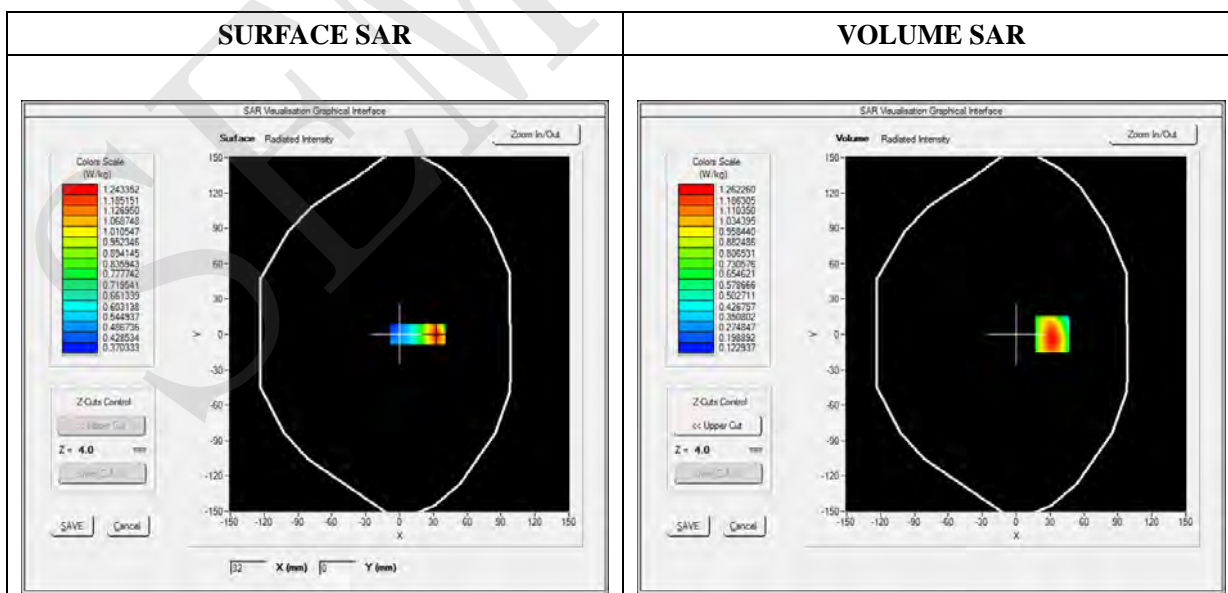 SURFACE SAR
VOLUME SAR
SAR Visualisation Graphical Interface
Surface Radiated Intensity
Zoom In/Out
Colors Scale
(W/kg)
1.243352
1.185151
1.126950
1.068748
1.010547
0.952346
0.894145
0.835943
0.777742
0.719541
0.661339
0.603138
0.544937
0.486736
0.428534
0.370333
Z-Cuts Control
<< Upper Cut
Z = 4.0 mm
SAVE Cancel
150
120
90
60
30
0
-30
-60
-90
-120
-150
Y
-150 -120 -90 -60 -30 0 30 60 90 120 150
X
32 X (mm) 0 Y (mm)
SAR Visualisation Graphical Interface
Volume Radiated Intensity
Zoom In/Out
Colors Scale
(W/kg)
1.262260
1.186305
1.110350
1.034395
0.958440
0.882486
0.806531
0.730576
0.654621
0.578666
0.502711
0.426757
0.350802
0.274847
0.198892
0.122937
Z-Cuts Control
<< Upper Cut
Z = 4.0 mm
SAVE Cancel
150
120
90
60
30
0
-30
-60
-90
-120
-150
Y
-150 -120 -90 -60 -30 0 30 60 90 120 150
X
SEM